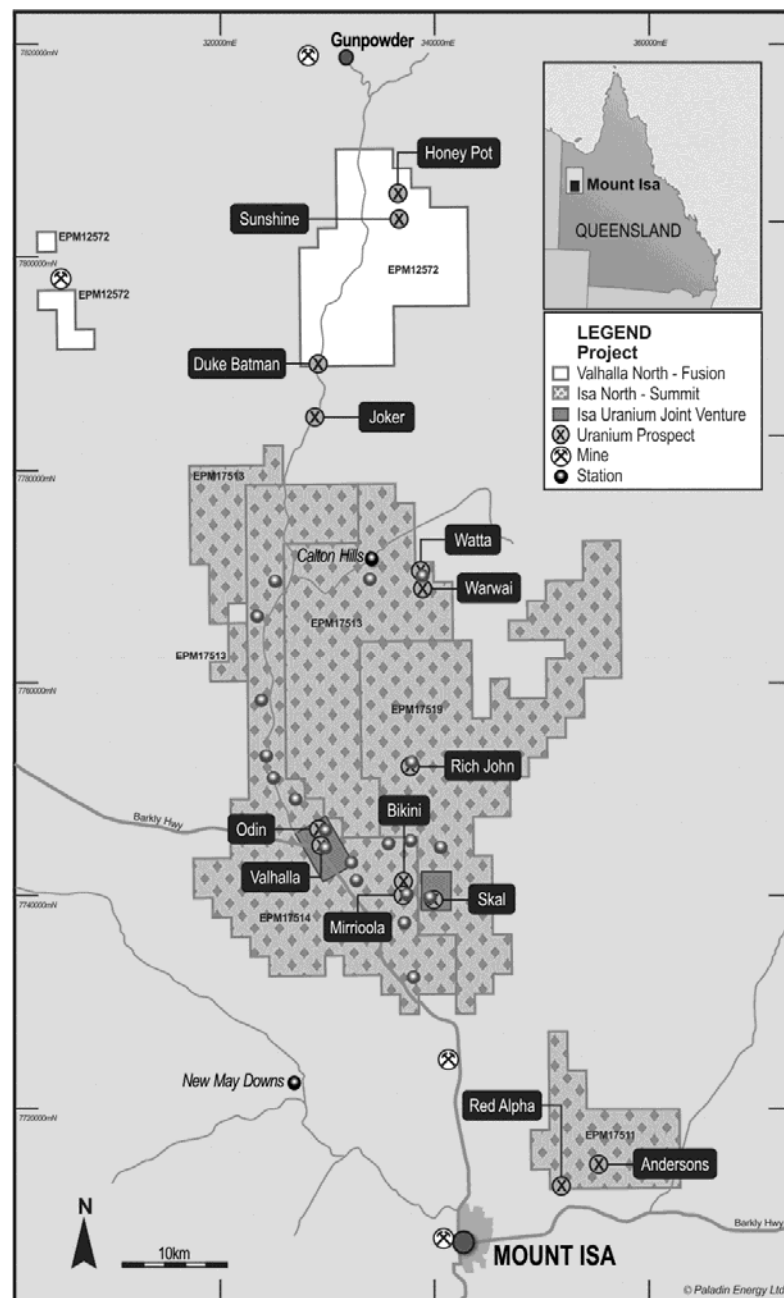 320000mE
340000mE
360000mE
7820000mN
Gunpowder
Honey Pot
Sunshine
EPM12572
EPM12572
EPM12572
7800000mN
Mount Isa
QUEENSLAND
LEGEND
Project
Valhalla North - Fusion
Isa North - Summit
Isa Uranium Joint Venture
Uranium Prospect
Mine
Station
Duke Batman
Joker
7780000mN
EPM17513
Calton Hills
Watta
Warwai
EPM17513
EPM17513
7760000mN
EPM17519
Rich John
Barkly Hwy
Bikini
Odin
Valhalla
Skal
7740000mN
EPM17514
Mirrioola
New May Downs
7720000mN
Red Alpha
EPM17511
Andersons
N
10km
MOUNT ISA
Barkly Hwy
© Paladin Energy Ltd